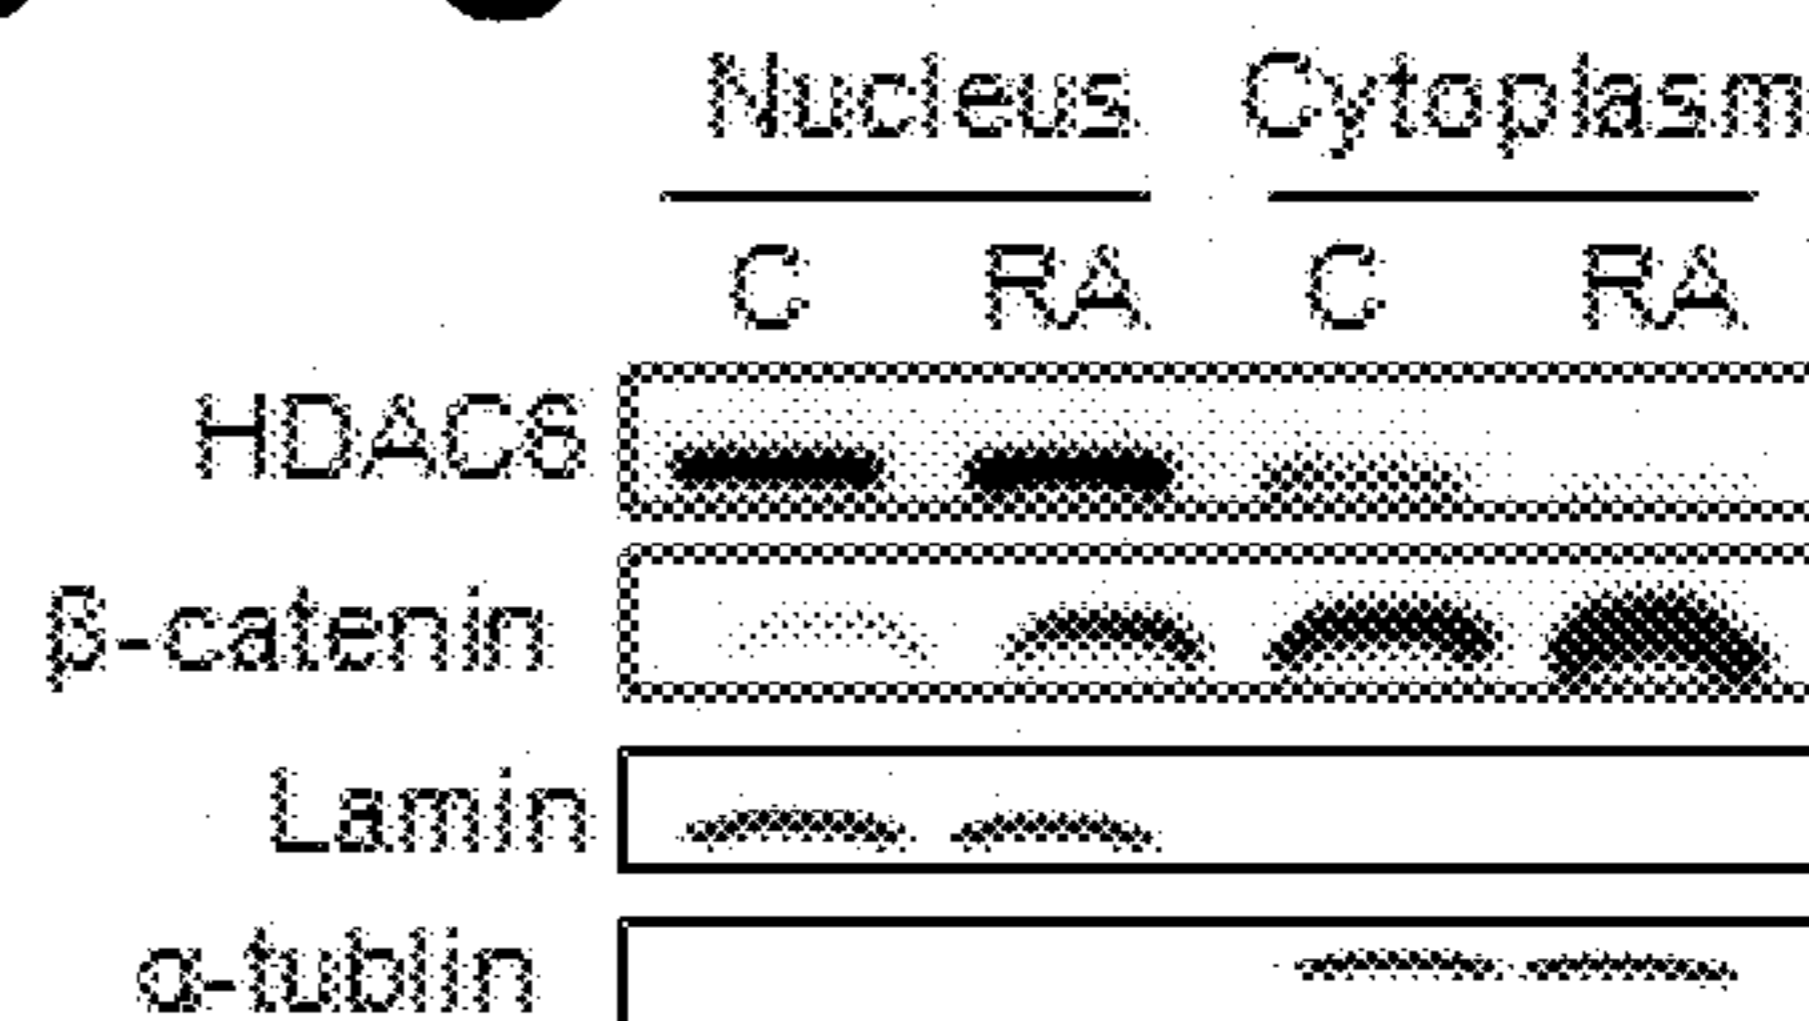 Nucleus Cytoplasm
C RA C RA
HDAC6
β-catenin
Lamin
α-tublin